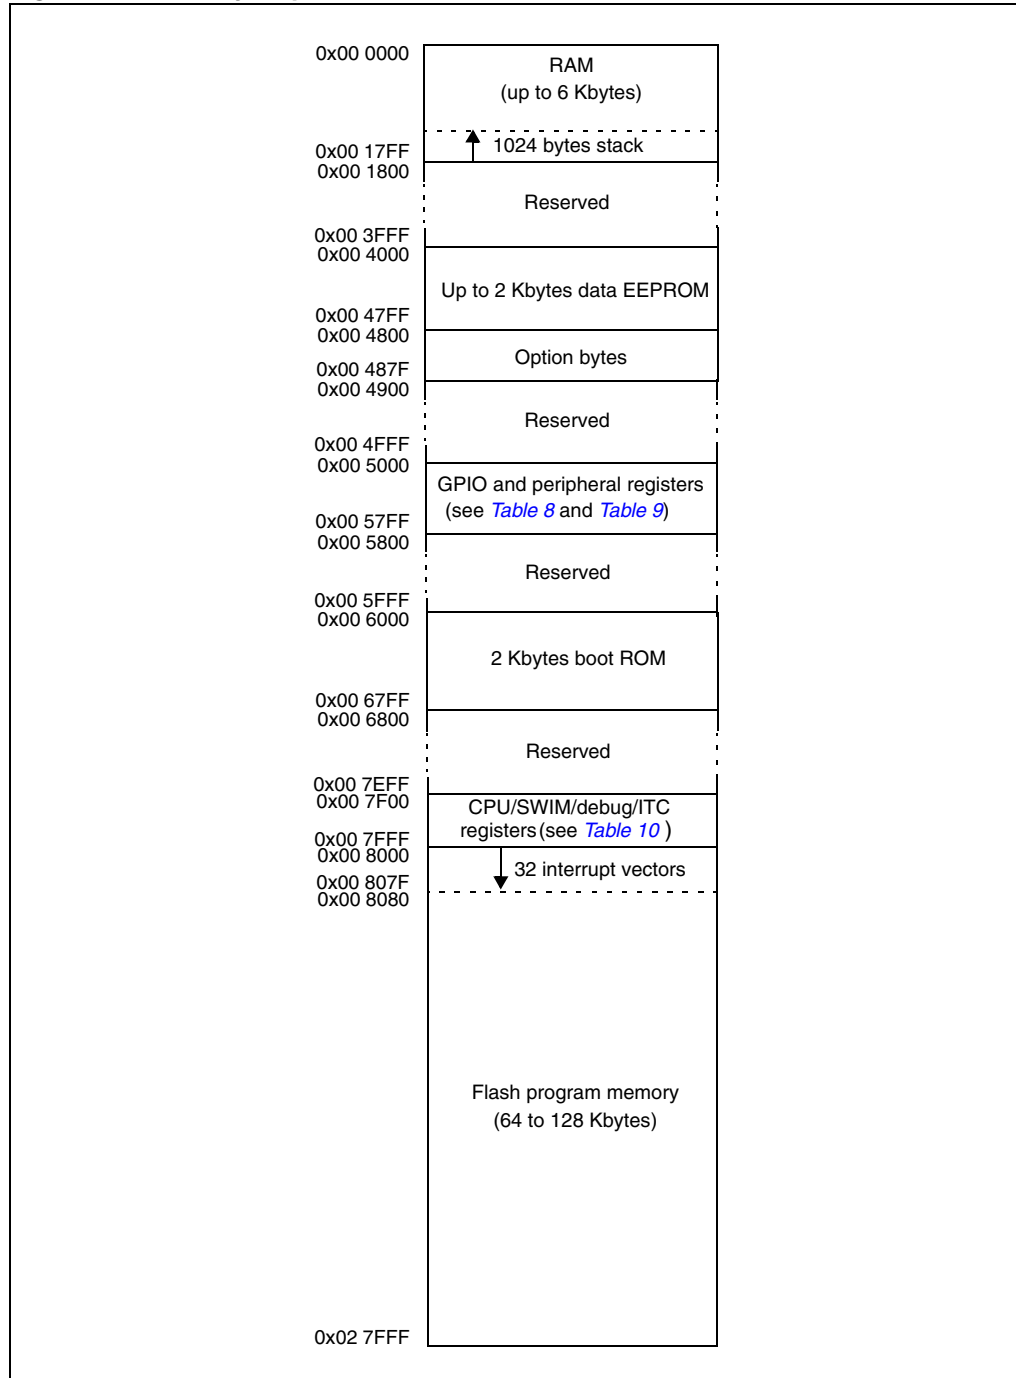 0x00 0000
RAM
(up to 6 Kbytes)
1024 bytes stack
0x00 17FF
0x00 1800
Reserved
0x00 3FFF
0x00 4000
Up to 2 Kbytes data EEPROM
0x00 47FF
0x00 4800
Option bytes
0x00 487F
0x00 4900
Reserved
0x00 4FFF
0x00 5000
GPIO and peripheral registers
(see Table 8 and Table 9)
0x00 57FF
0x00 5800
Reserved
0x00 5FFF
0x00 6000
2 Kbytes boot ROM
0x00 67FF
0x00 6800
Reserved
0x00 7EFF
0x00 7F00
CPU/SWIM/debug/ITC
registers (see Table 10 )
0x00 7FFF
0x00 8000
32 interrupt vectors
0x00 807F
0x00 8080
Flash program memory
(64 to 128 Kbytes)
0x02 7FFF